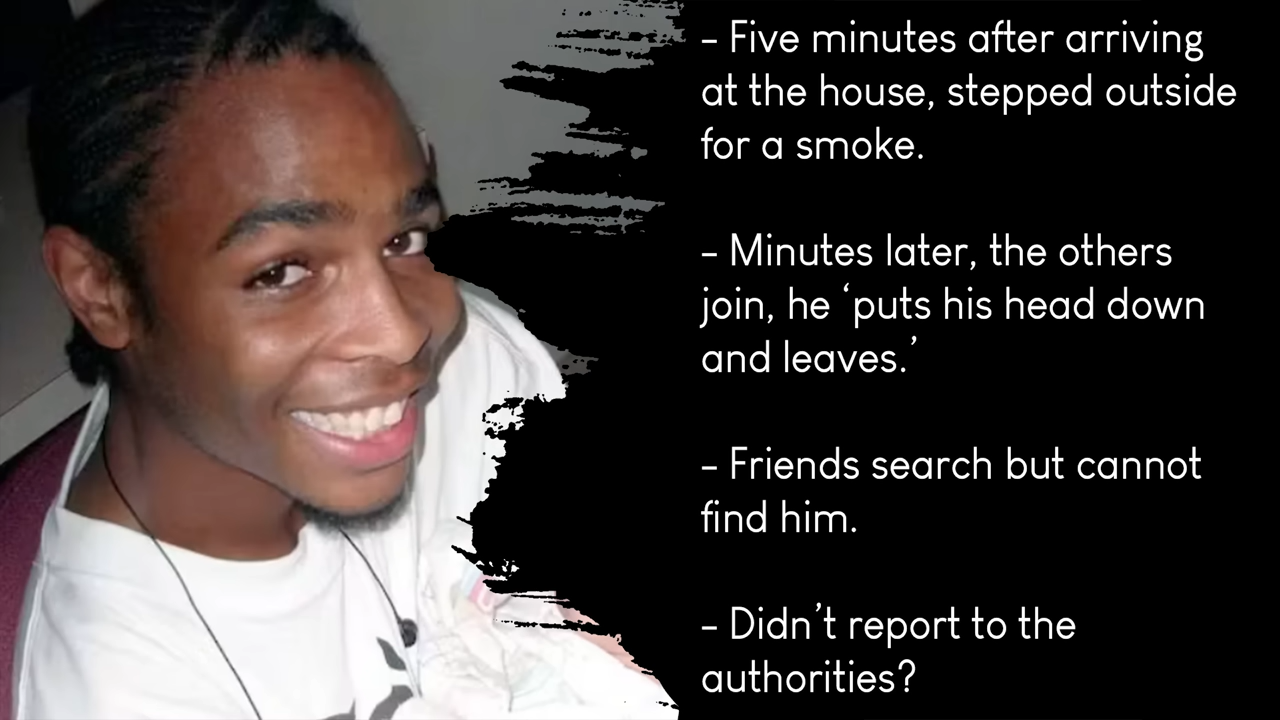 – Five minutes after arriving
at the house, stepped outside
for a smoke.
– Minutes later, the others
join, he ‘puts his head down
and leaves.’
– Friends search but cannot
find him.
– Didn’t report to the
authorities?